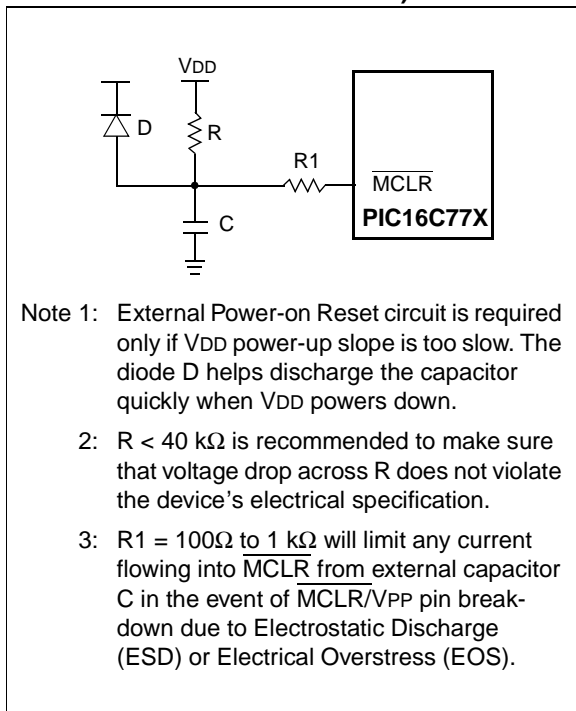 VDD
D
R
R1
MCLR
PIC16C77X
C
Note 1: External Power-on Reset circuit is required
only if VDD power-up slope is too slow. The
diode D helps discharge the capacitor
quickly when VDD powers down.
2: R < 40 kΩ is recommended to make sure
that voltage drop across R does not violate
the device's electrical specification.
3: R1 = 100Ω to 1 kΩ will limit any current
flowing into MCLR from external capacitor
C in the event of MCLR/VPP pin break-
down due to Electrostatic Discharge
(ESD) or Electrical Overstress (EOS).